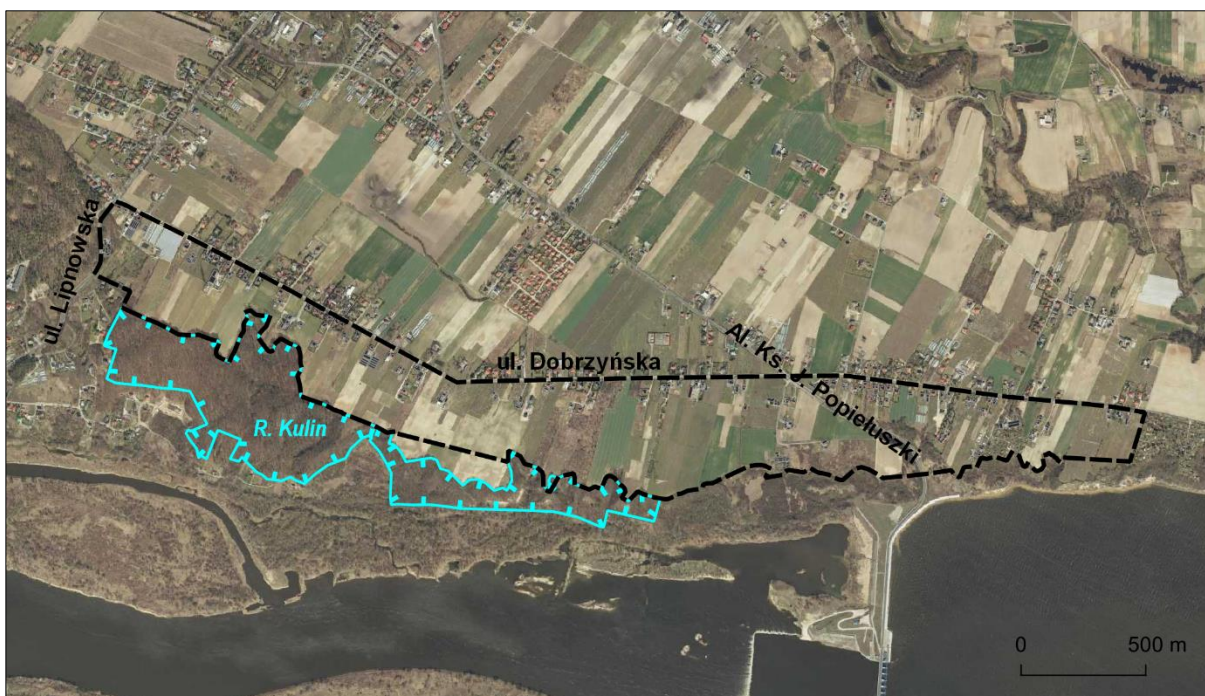 ul. Lipnowska
ul. Dobrzyńska
Al. Ks. J. Popiełuszki
R. Kulin
0 500 m